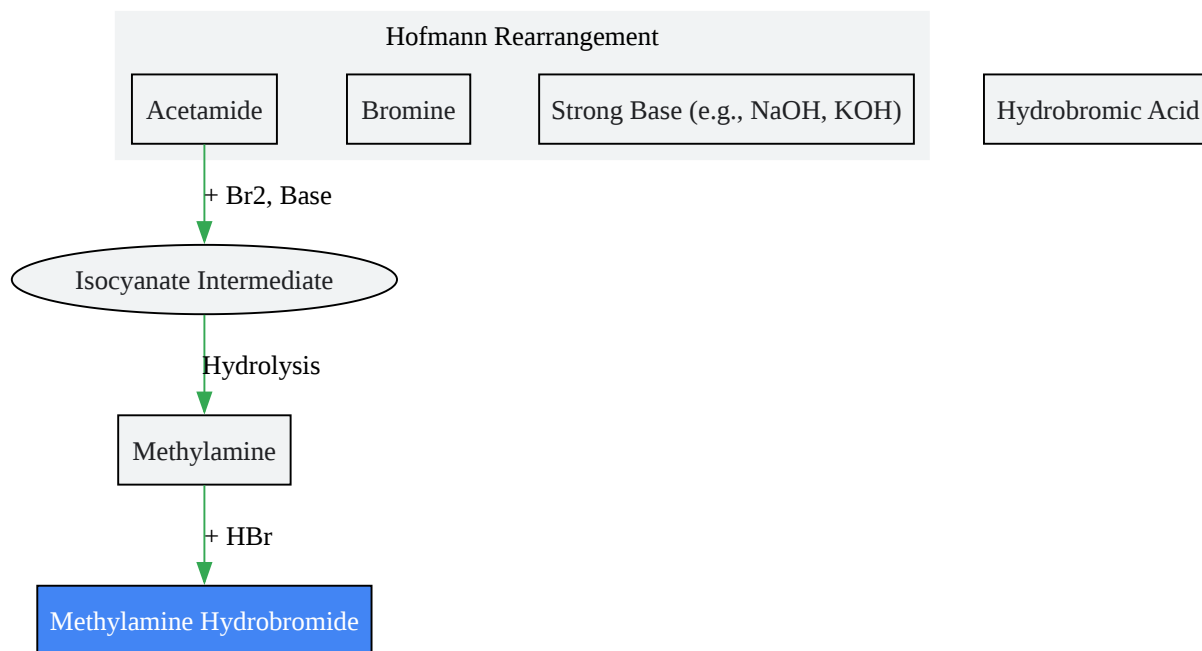 Hofmann Rearrangement
Acetamide
Bromine
Strong Base (e.g., NaOH, KOH)
Hydrobromic Acid
+ Br2, Base
Isocyanate Intermediate
Hydrolysis
Methylamine
+ HBr
Methylamine Hydrobromide